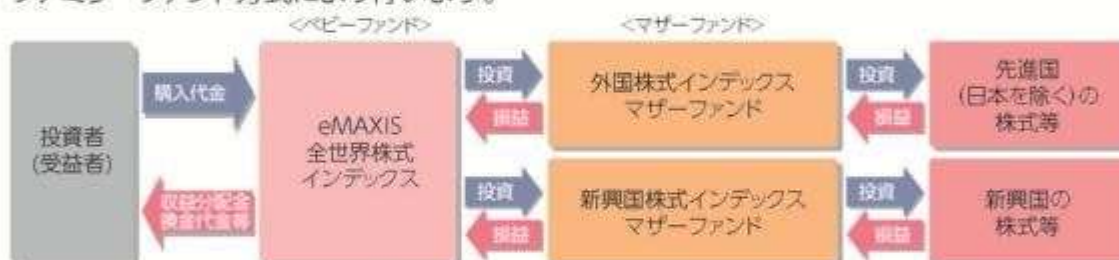 <ベビーファンド>
<マザーファンド>
投資者
(受益者)
購入代金
収益分配金
換金代金等
eMAXIS
全世界株式
インデックス
投資
損益
外国株式インデックス
マザーファンド
投資
損益
先進国
(日本を除く)の
株式等
投資
損益
新興国株式インデックス
マザーファンド
投資
損益
新興国の
株式等